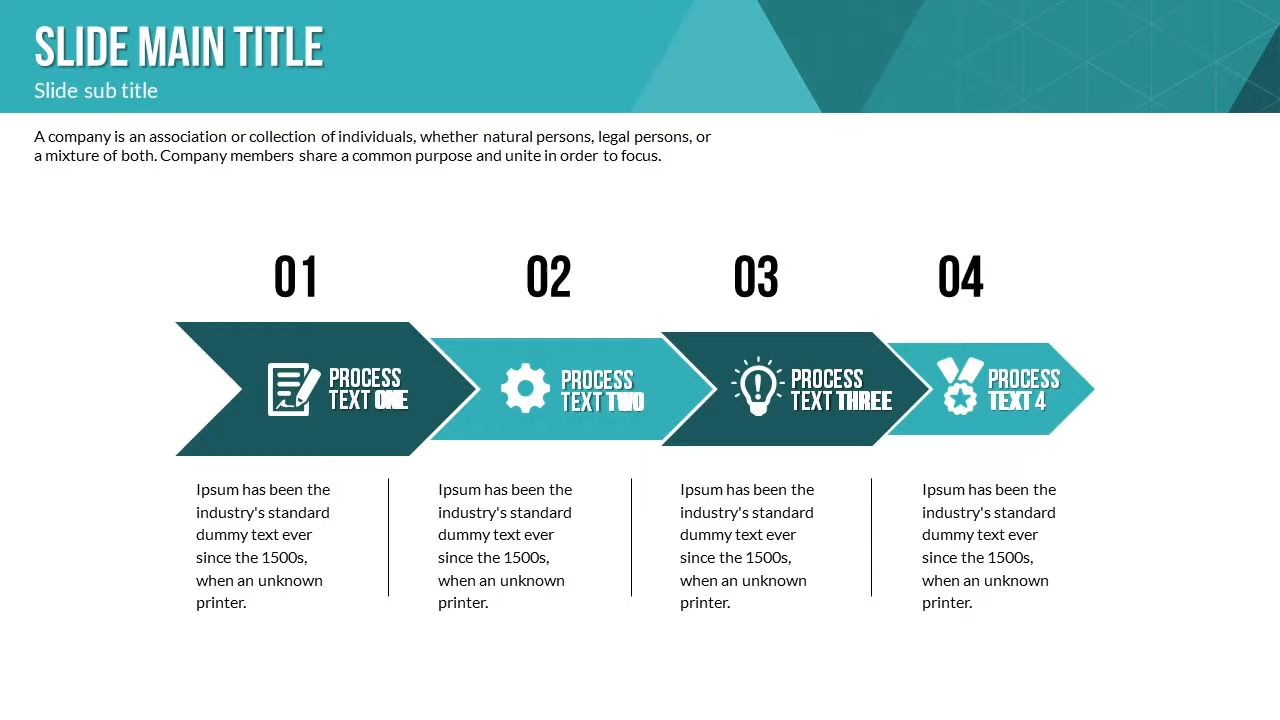 SLIDE MAIN TITLE
Slide sub title
A company is an association or collection of individuals, whether natural persons, legal persons, or
a mixture of both. Company members share a common purpose and unite in order to focus.
01
02
03
04
PROCESS
TEXT ONE
PROCESS
TEXT TWO
PROCESS
TEXT THREE
PROCESS
TEXT 4
Ipsum has been the
industry's standard
dummy text ever
since the 1500s,
when an unknown
printer.
Ipsum has been the
industry's standard
dummy text ever
since the 1500s,
when an unknown
printer.
Ipsum has been the
industry's standard
dummy text ever
since the 1500s,
when an unknown
printer.
Ipsum has been the
industry's standard
dummy text ever
since the 1500s,
when an unknown
printer.